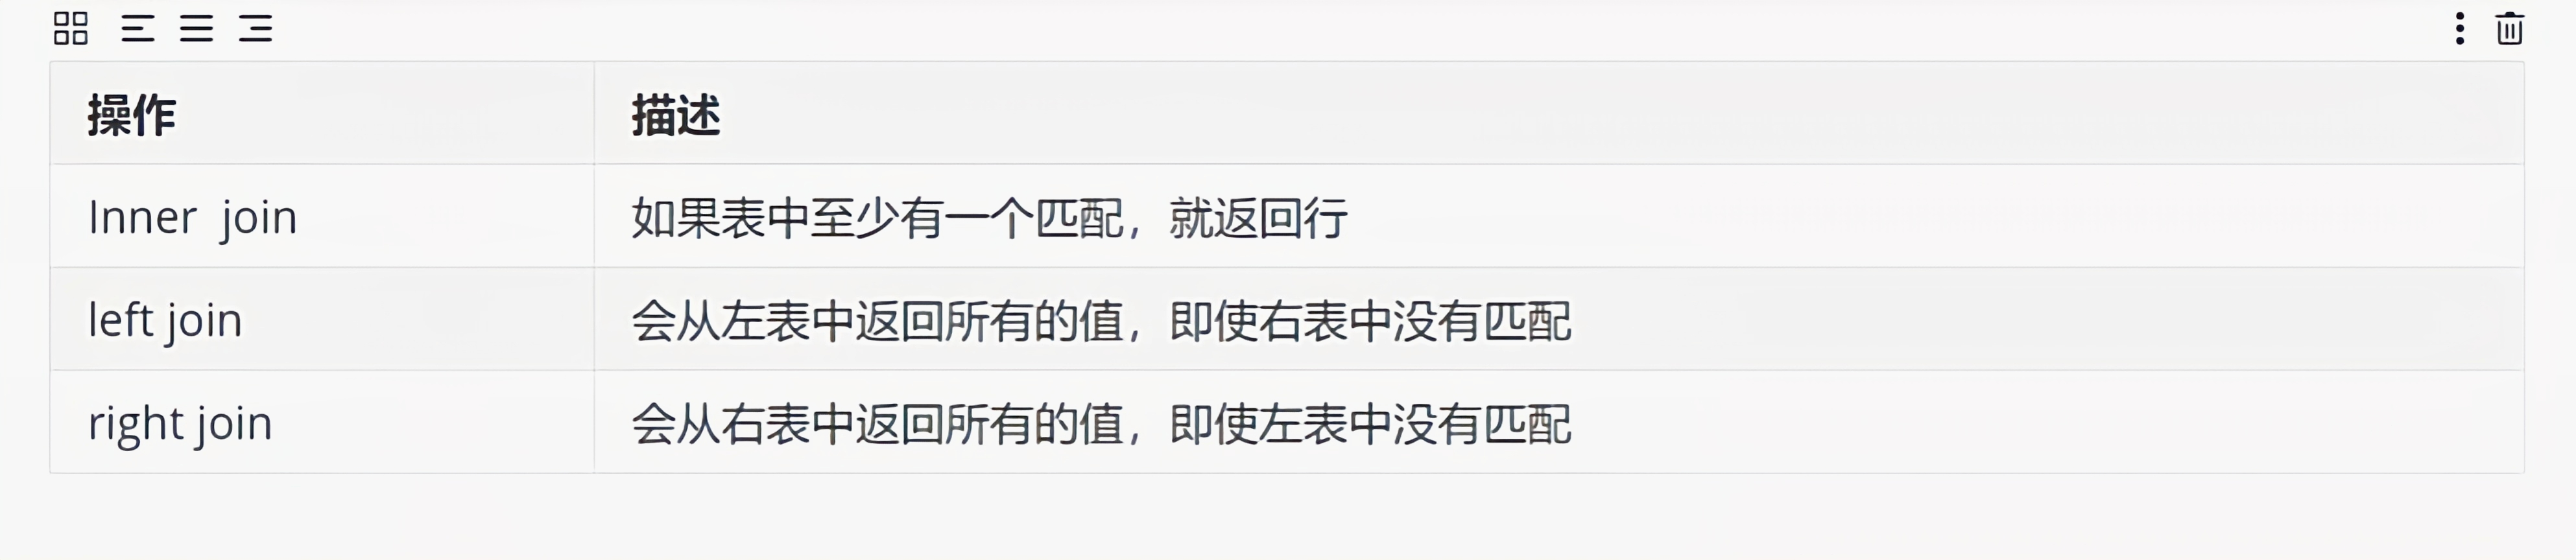 操作 描述
Inner  join 如果表中至少有一个匹配，就返回行
left join 会从左表中返回所有的值，即使右表中没有匹配
right join 会从右表中返回所有的值，即使左表中没有匹配